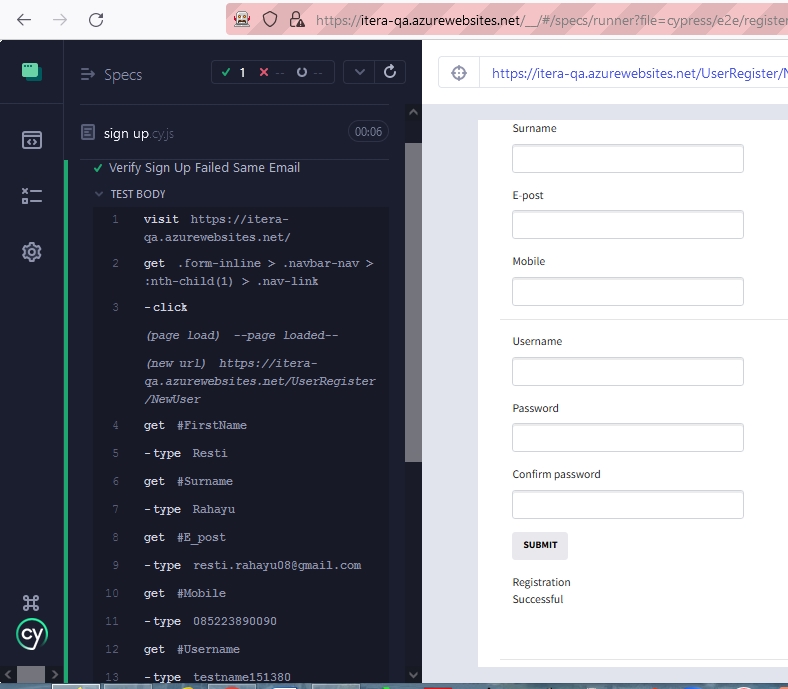 https://itera-qa.azurewebsites.net/__/#/specs/runner?file=cypress/e2e/register
Specs
1 -- --
https://itera-qa.azurewebsites.net/UserRegister/N
sign up.cy.js
00:06
Verify Sign Up Failed Same Email
TEST BODY
1 visit https://itera-
qa.azurewebsites.net/
2 get .form-inline > .navbar-nav >
:nth-child(1) > .nav-link
3 -click
(page load) --page loaded--
(new url) https://itera-
qa.azurewebsites.net/UserRegister
/NewUser
4 get #FirstName
5 -type Resti
6 get #Surname
7 -type Rahayu
8 get #E_post
9 -type resti.rahayu08@gmail.com
10 get #Mobile
11 -type 085223890090
12 get #Username
13 -type testname151380
cy
Surname
E-post
Mobile
Username
Password
Confirm password
SUBMIT
Registration
Successful